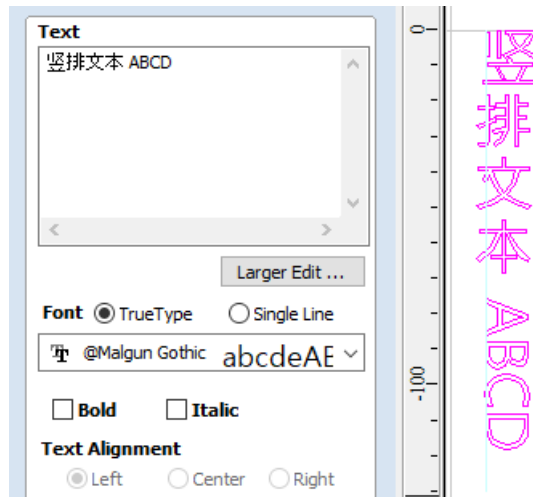 Text
竖排文本 ABCD
Larger Edit ...
Font TrueType Single Line
@Malgun Gothic abcdeAE
Bold Italic
Text Alignment
Left Center Right
0
-100
竖排文本 ABCD